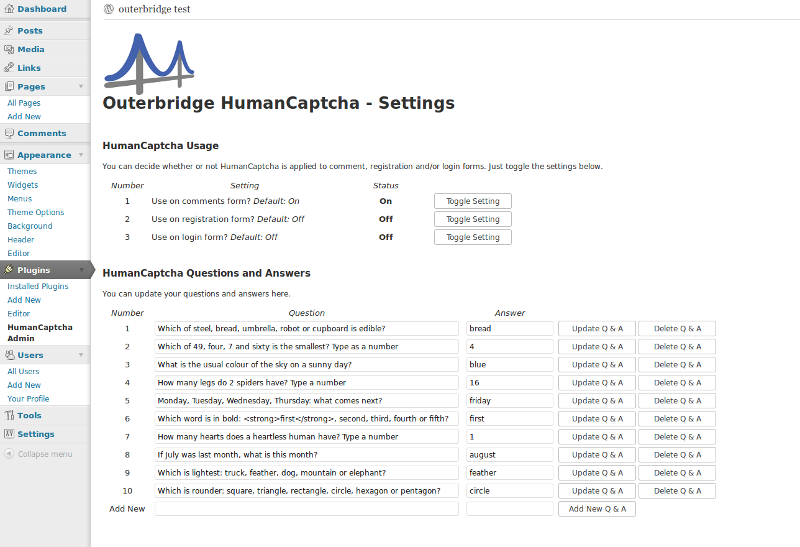 Dashboard
Posts
Media
Links
Pages
All Pages
Add New
Comments
Appearance
Themes
Widgets
Menus
Theme Options
Background
Header
Editor
Plugins
Installed Plugins
Add New
Editor
HumanCaptcha
Admin
Users
All Users
Add New
Your Profile
Tools
Settings
Collapse menu
outerbridge test
Outerbridge HumanCaptcha - Settings
HumanCaptcha Usage
You can decide whether or not HumanCaptcha is applied to comment, registration and/or login forms. Just toggle the settings below.
Number Setting Status
1 Use on comments form? Default: On On Toggle Setting
2 Use on registration form? Default: Off Off Toggle Setting
3 Use on login form? Default: Off Off Toggle Setting
HumanCaptcha Questions and Answers
You can update your questions and answers here.
Number Question Answer
1 Which of steel, bread, umbrella, robot or cupboard is edible? bread Update Q & A Delete Q & A
2 Which of 49, four, 7 and sixty is the smallest? Type as a number 4 Update Q & A Delete Q & A
3 What is the usual colour of the sky on a sunny day? blue Update Q & A Delete Q & A
4 How many legs do 2 spiders have? Type a number 16 Update Q & A Delete Q & A
5 Monday, Tuesday, Wednesday, Thursday: what comes next? friday Update Q & A Delete Q & A
6 Which word is in bold: <strong>first</strong>, second, third, fourth or fifth? first Update Q & A Delete Q & A
7 How many hearts does a heartless human have? Type a number 1 Update Q & A Delete Q & A
8 If July was last month, what is this month? august Update Q & A Delete Q & A
9 Which is lightest: truck, feather, dog, mountain or elephant? feather Update Q & A Delete Q & A
10 Which is rounder: square, triangle, rectangle, circle, hexagon or pentagon? circle Update Q & A Delete Q & A
Add New Add New Q & A